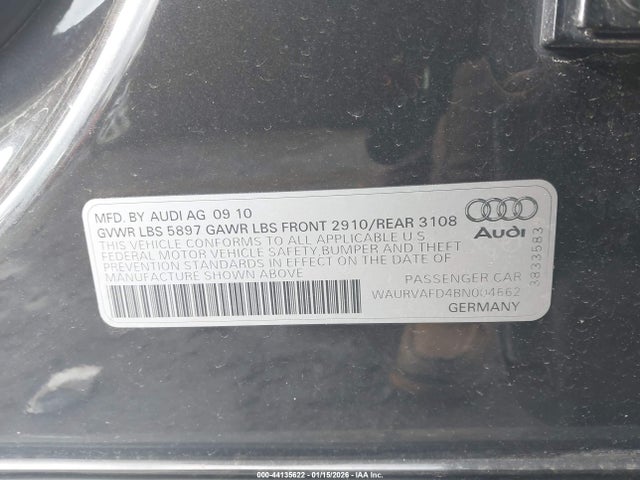 MFD. BY AUDI AG 09 10
GVWR LBS 5897 GAWR LBS FRONT 2910/REAR 3108
THIS VEHICLE CONFORMS TO ALL APPLICABLE U.S.
FEDERAL MOTOR VEHICLE SAFETY,BUMPER AND THEFT
PREVENTION STANDARDS IN EFFECT ON THE DATE OF
MANUFACTURE SHOWN ABOVE
Audi
3833583
PASSENGER CAR
WAURVAFD4BN004662
GERMANY
000-44135622 - 01/15/2026 - IAA Inc.